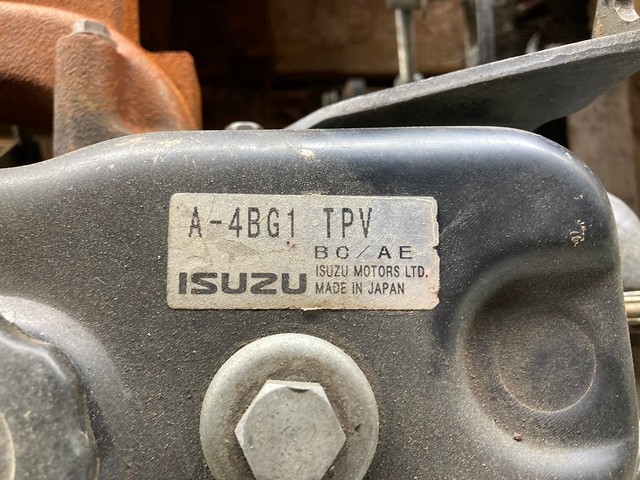 A-4BG1 TPV
BC/AE
ISUZU
ISUZU MOTORS LTD.
MADE IN JAPAN